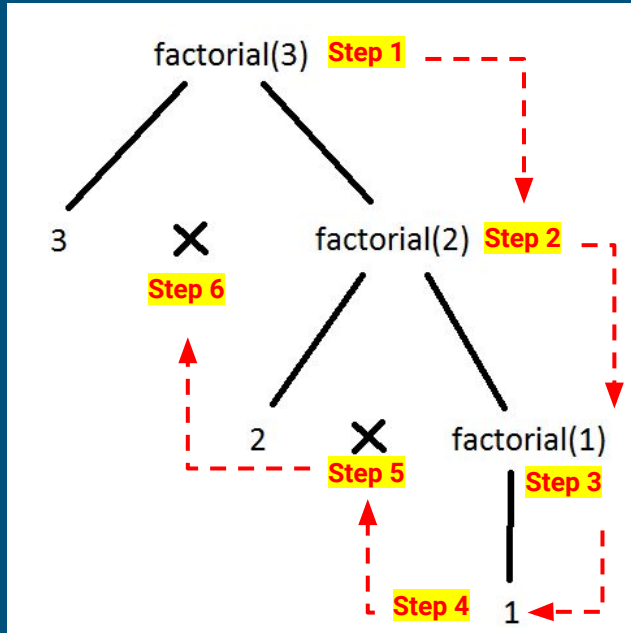 factorial(3) Step 1
3 × factorial(2) Step 2
Step 6
2 × factorial(1)
Step 5 Step 3
Step 4 1